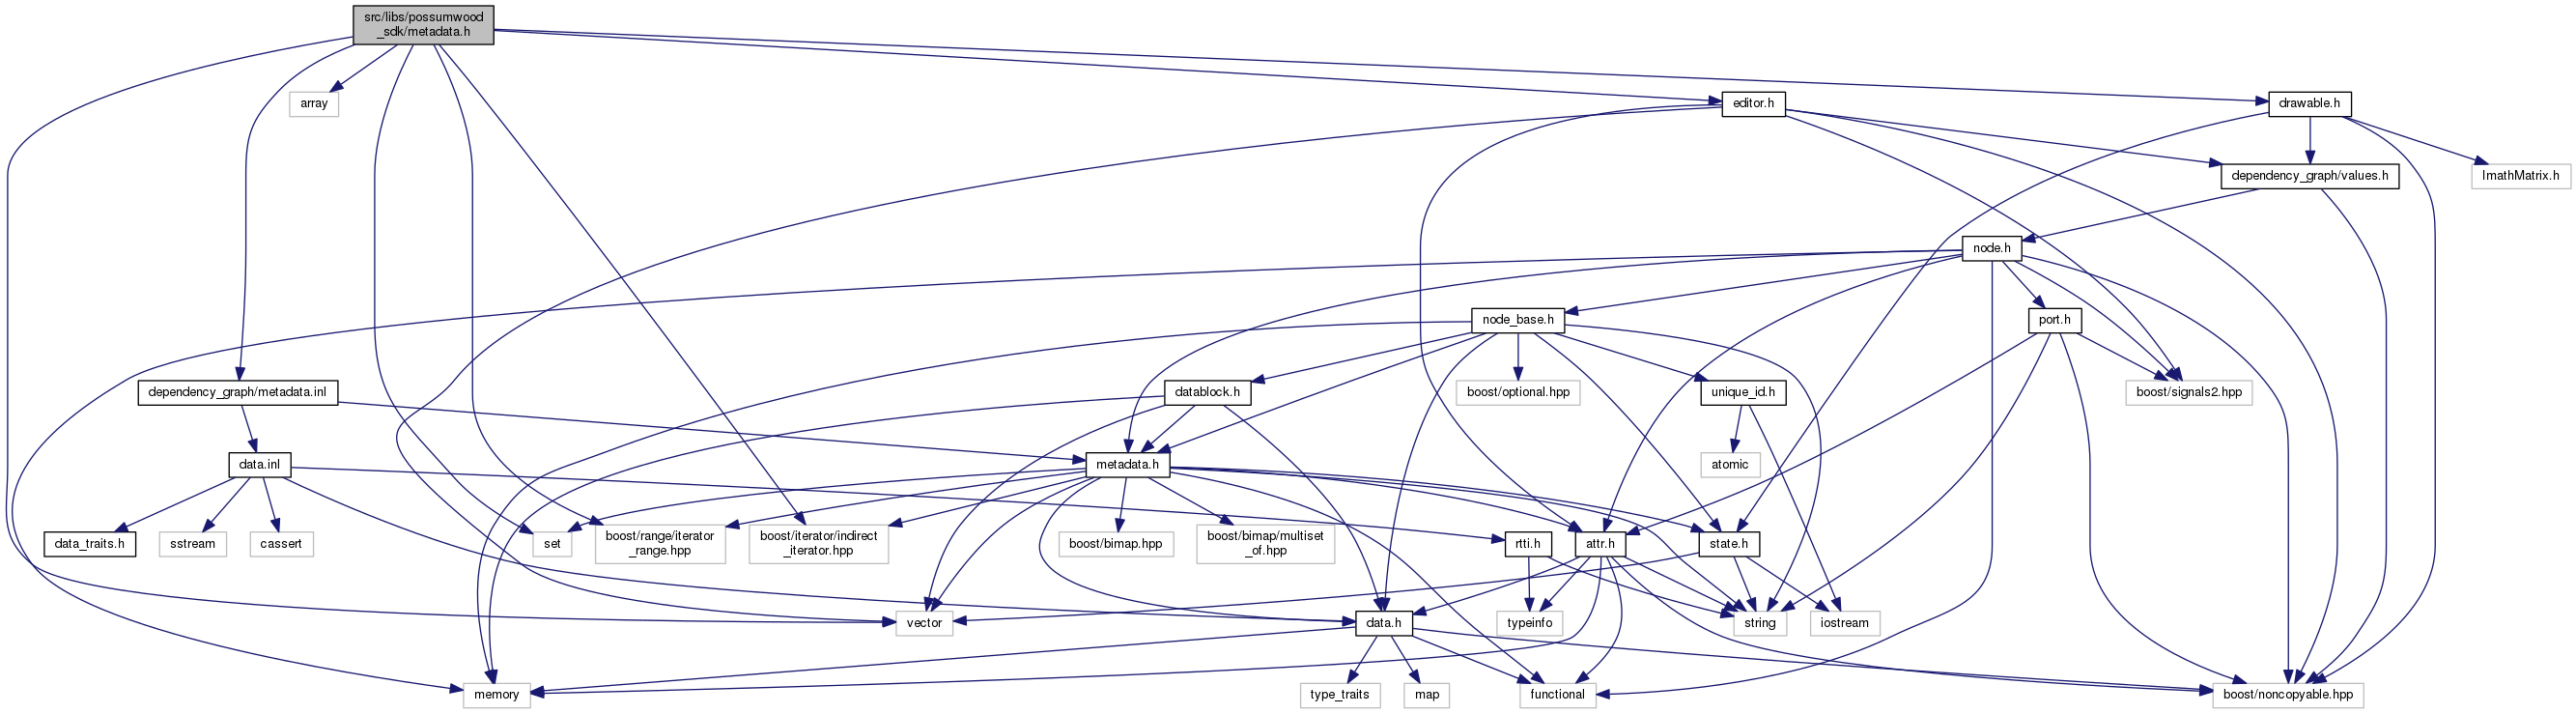 src/libs/possumwood
_sdk/metadata.h
array
editor.h
drawable.h
dependency_graph/values.h
ImathMatrix.h
node.h
node_base.h
port.h
dependency_graph/metadata.inl
datablock.h
boost/optional.hpp
unique_id.h
boost/signals2.hpp
data.inl
metadata.h
atomic
data_traits.h
sstream
cassert
set
boost/range/iterator
_range.hpp
boost/iterator/indirect
_iterator.hpp
boost/bimap.hpp
boost/bimap/multiset
_of.hpp
rtti.h
attr.h
state.h
vector
data.h
typeinfo
string
iostream
memory
type_traits
map
functional
boost/noncopyable.hpp